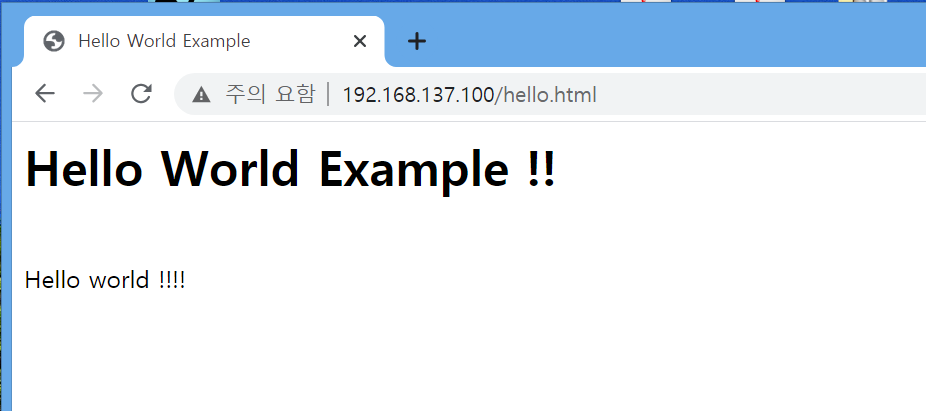 Hello World Example
주의 요함 | 192.168.137.100/hello.html
Hello World Example !!
Hello world !!!!